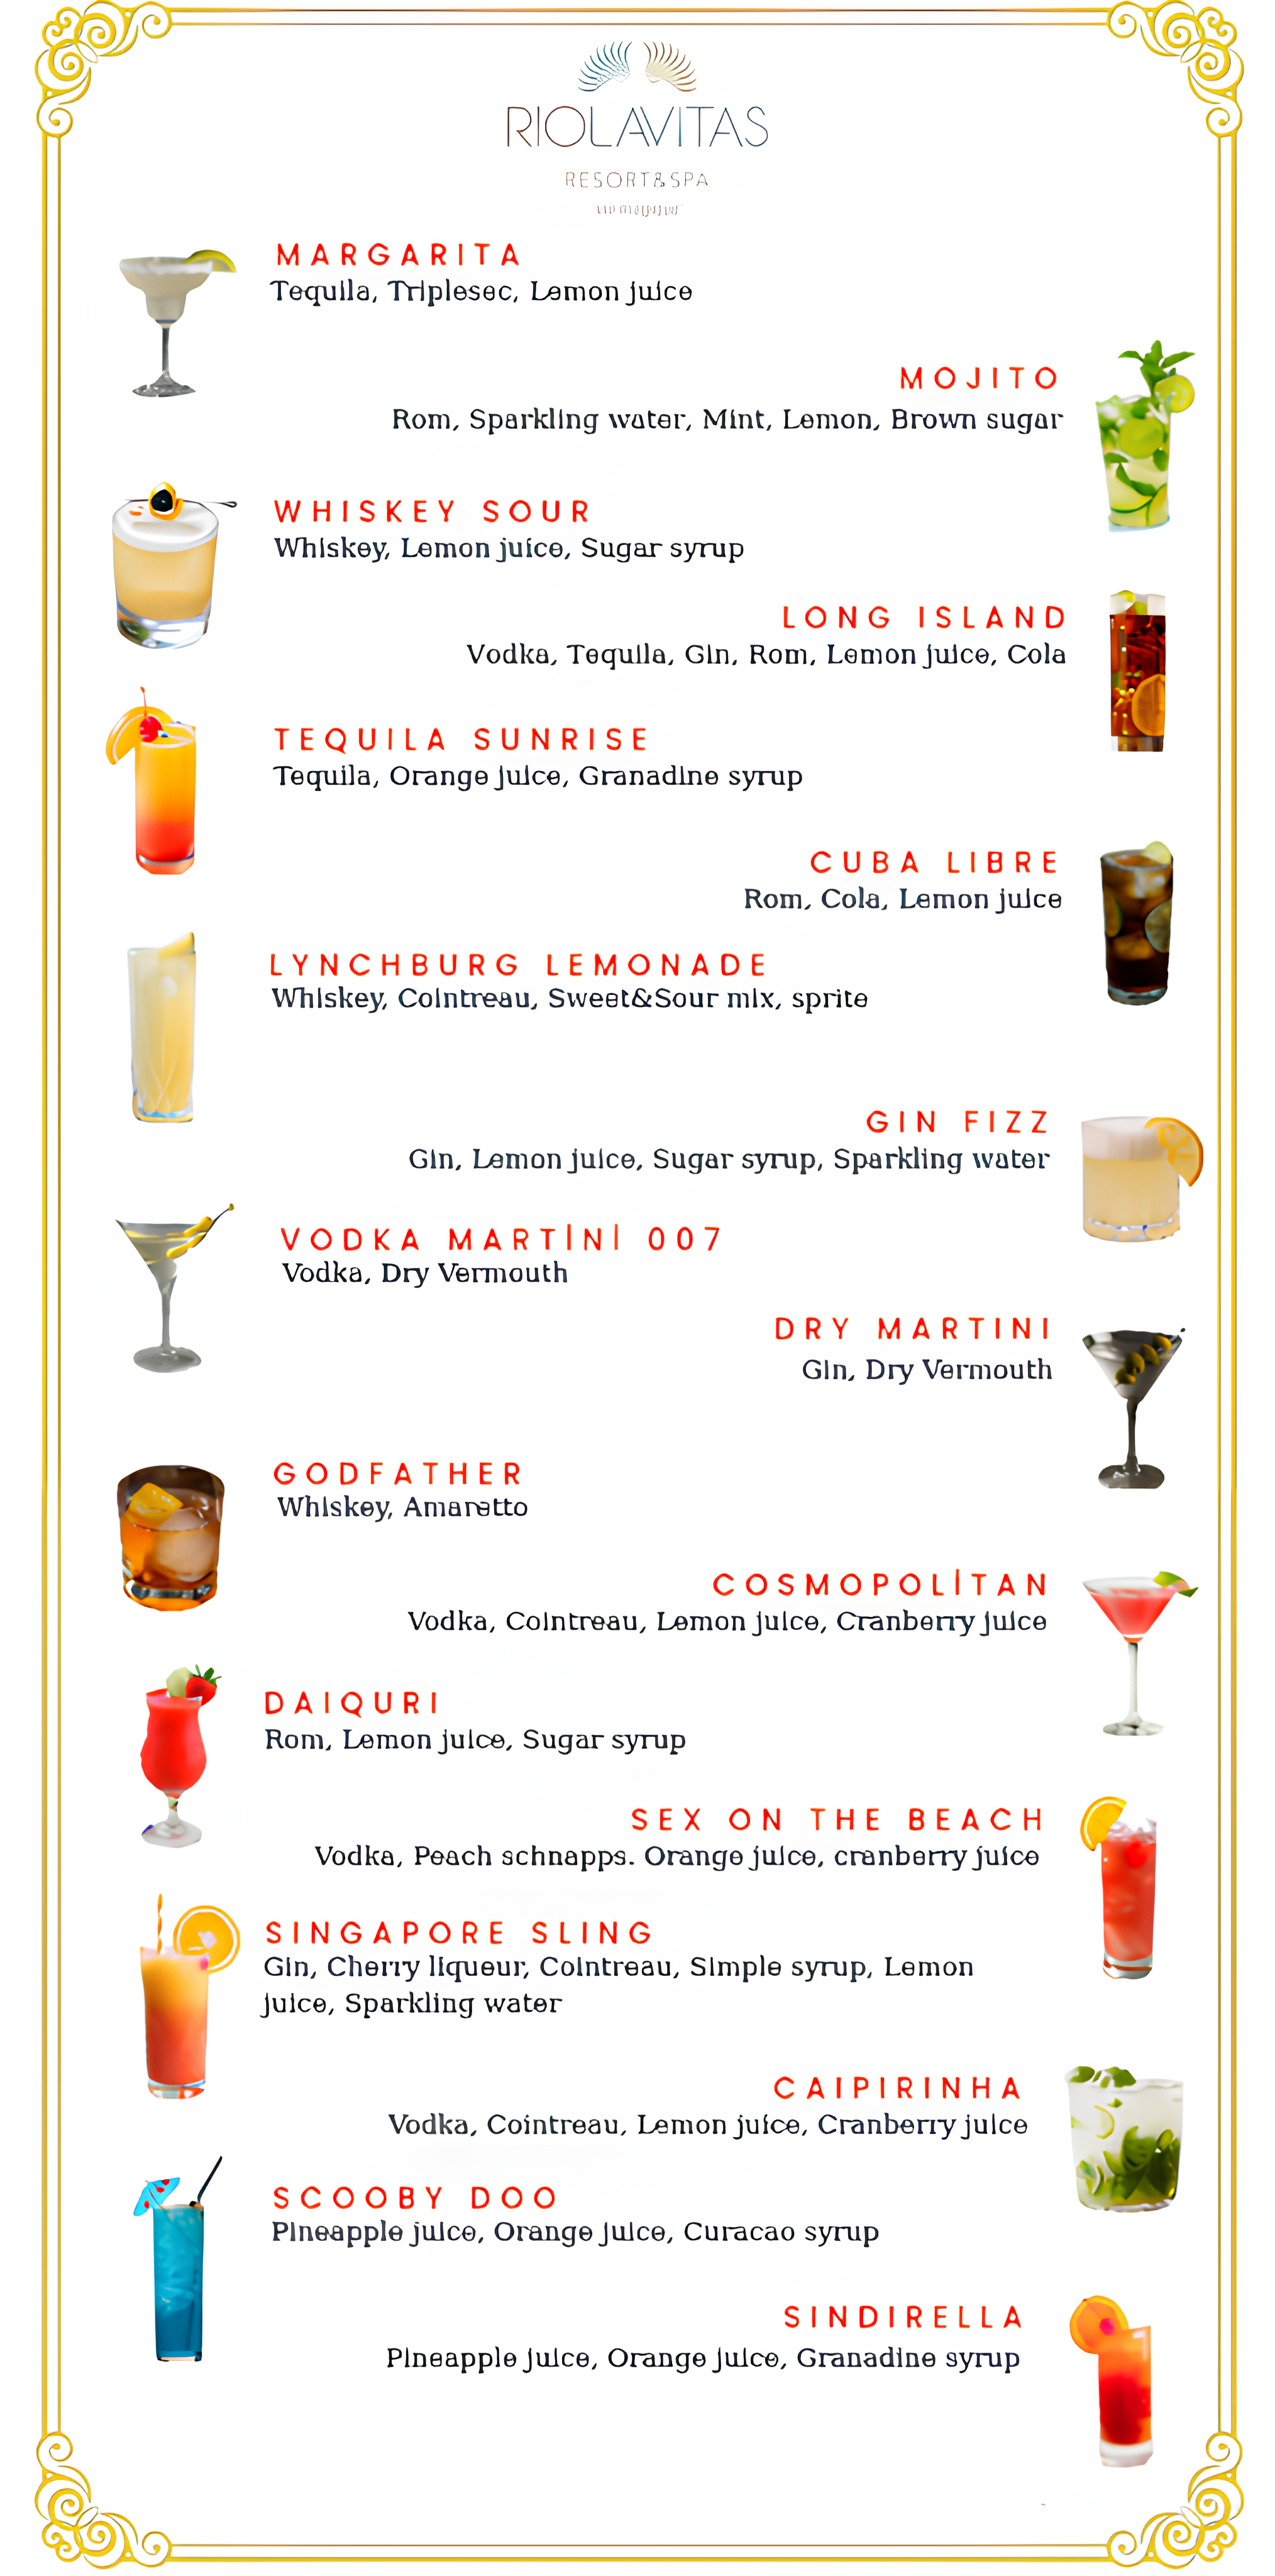 RIOLAVITAS
RESORT&SPA
MARGARITA
Tequila, Triplesec, Lemon juice
MOJITO
Rom, Sparkling water, Mint, Lemon, Brown sugar
WHISKEY SOUR
Whiskey, Lemon juice, Sugar syrup
LONG ISLAND
Vodka, Tequila, Gin, Rom, Lemon juice, Cola
TEQUILA SUNRISE
Tequila, Orange juice, Granadine syrup
CUBA LIBRE
Rom, Cola, Lemon juice
LYNCHBURG LEMONADE
Whiskey, Cointreau, Sweet&Sour mix, sprite
GIN FIZZ
Gin, Lemon juice, Sugar syrup, Sparkling water
VODKA MARTİNİ 007
Vodka, Dry Vermouth
DRY MARTINI
Gin, Dry Vermouth
GODFATHER
Whiskey, Amaretto
COSMOPOLİTAN
Vodka, Cointreau, Lemon juice, Cranberry juice
DAIQURI
Rom, Lemon juice, Sugar syrup
SEX ON THE BEACH
Vodka, Peach schnapps. Orange juice, cranberry juice
SINGAPORE SLING
Gin, Cherry liqueur, Cointreau, Simple syrup, Lemon
juice, Sparkling water
CAIPIRINHA
Vodka, Cointreau, Lemon juice, Cranberry juice
SCOOBY DOO
Pineapple juice, Orange juice, Curacao syrup
SINDIRELLA
Pineapple juice, Orange juice, Granadine syrup